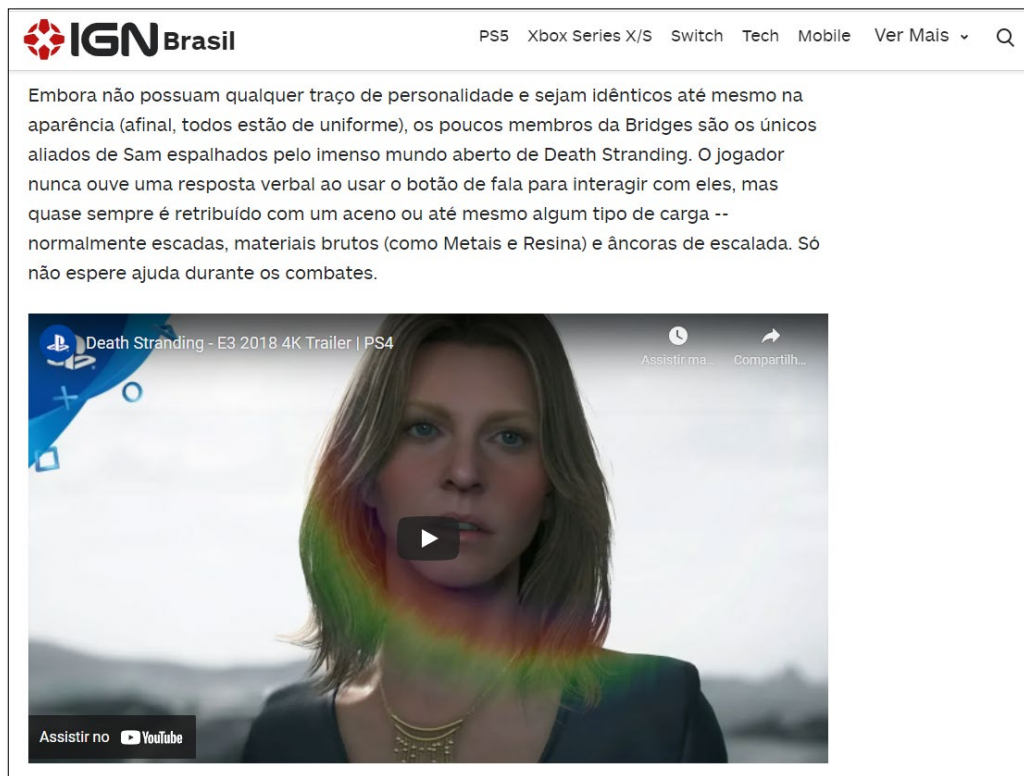 IGN Brasil
PS5 Xbox Series X/S Switch Tech Mobile Ver Mais
Embora não possuam qualquer traço de personalidade e sejam idênticos até mesmo na
aparência (afinal, todos estão de uniforme), os poucos membros da Bridges são os únicos
aliados de Sam espalhados pelo imenso mundo aberto de Death Stranding. O jogador
nunca ouve uma resposta verbal ao usar o botão de fala para interagir com eles, mas
quase sempre é retribuído com um aceno ou até mesmo algum tipo de carga --
normalmente escadas, materiais brutos (como Metais e Resina) e âncoras de escalada. Só
não espere ajuda durante os combates.
Death Stranding - E3 2018 4K Trailer | PS4
Assistir ma... Compartilh...
Assistir no YouTube